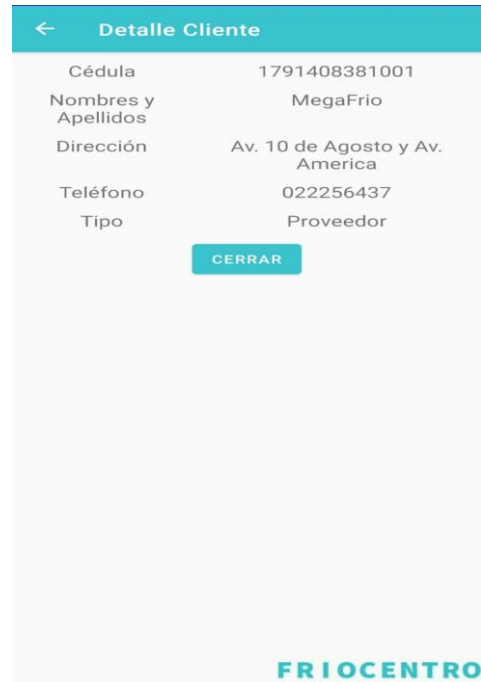 Detalle Cliente
Cédula 1791408381001
Nombres y MegaFrio
Apellidos
Dirección Av. 10 de Agosto y Av.
America
Teléfono 022256437
Tipo Proveedor
CERRAR
FRIOCENTRO